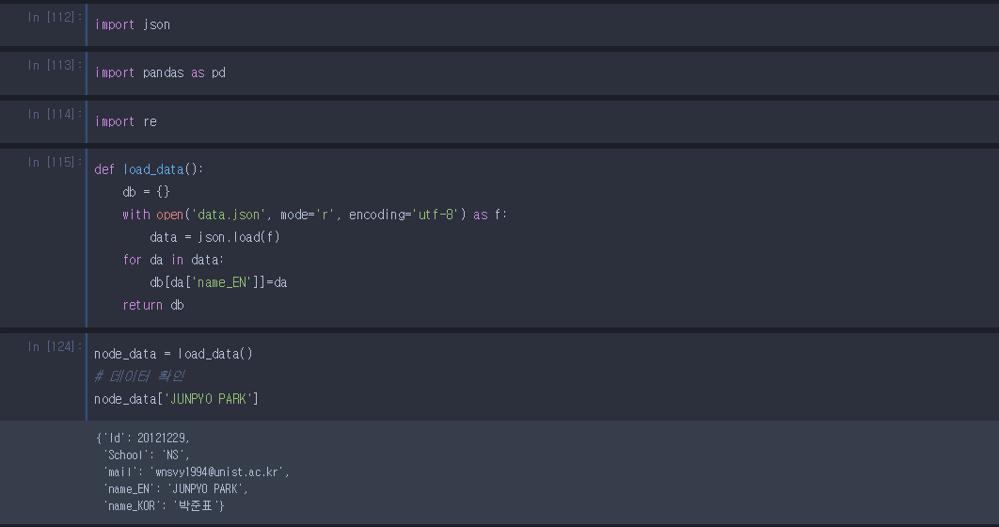 In [112]:
import json
In [113]:
import pandas as pd
In [114]:
import re
In [115]:
def load_data():
    db = {}
    with open('data.json', mode='r', encoding='utf-8') as f:
        data = json.load(f)
    for da in data:
        db[da['name_EN']]=da
    return db
In [124]:
node_data = load_data()
# 데이터 확인
node_data['JUNPYO PARK']
{'Id': 20121229,
 'School': 'NS',
 'mail': 'wnsvy1994@unist.ac.kr',
 'name_EN': 'JUNPYO PARK',
 'name_KOR': '박준표'}